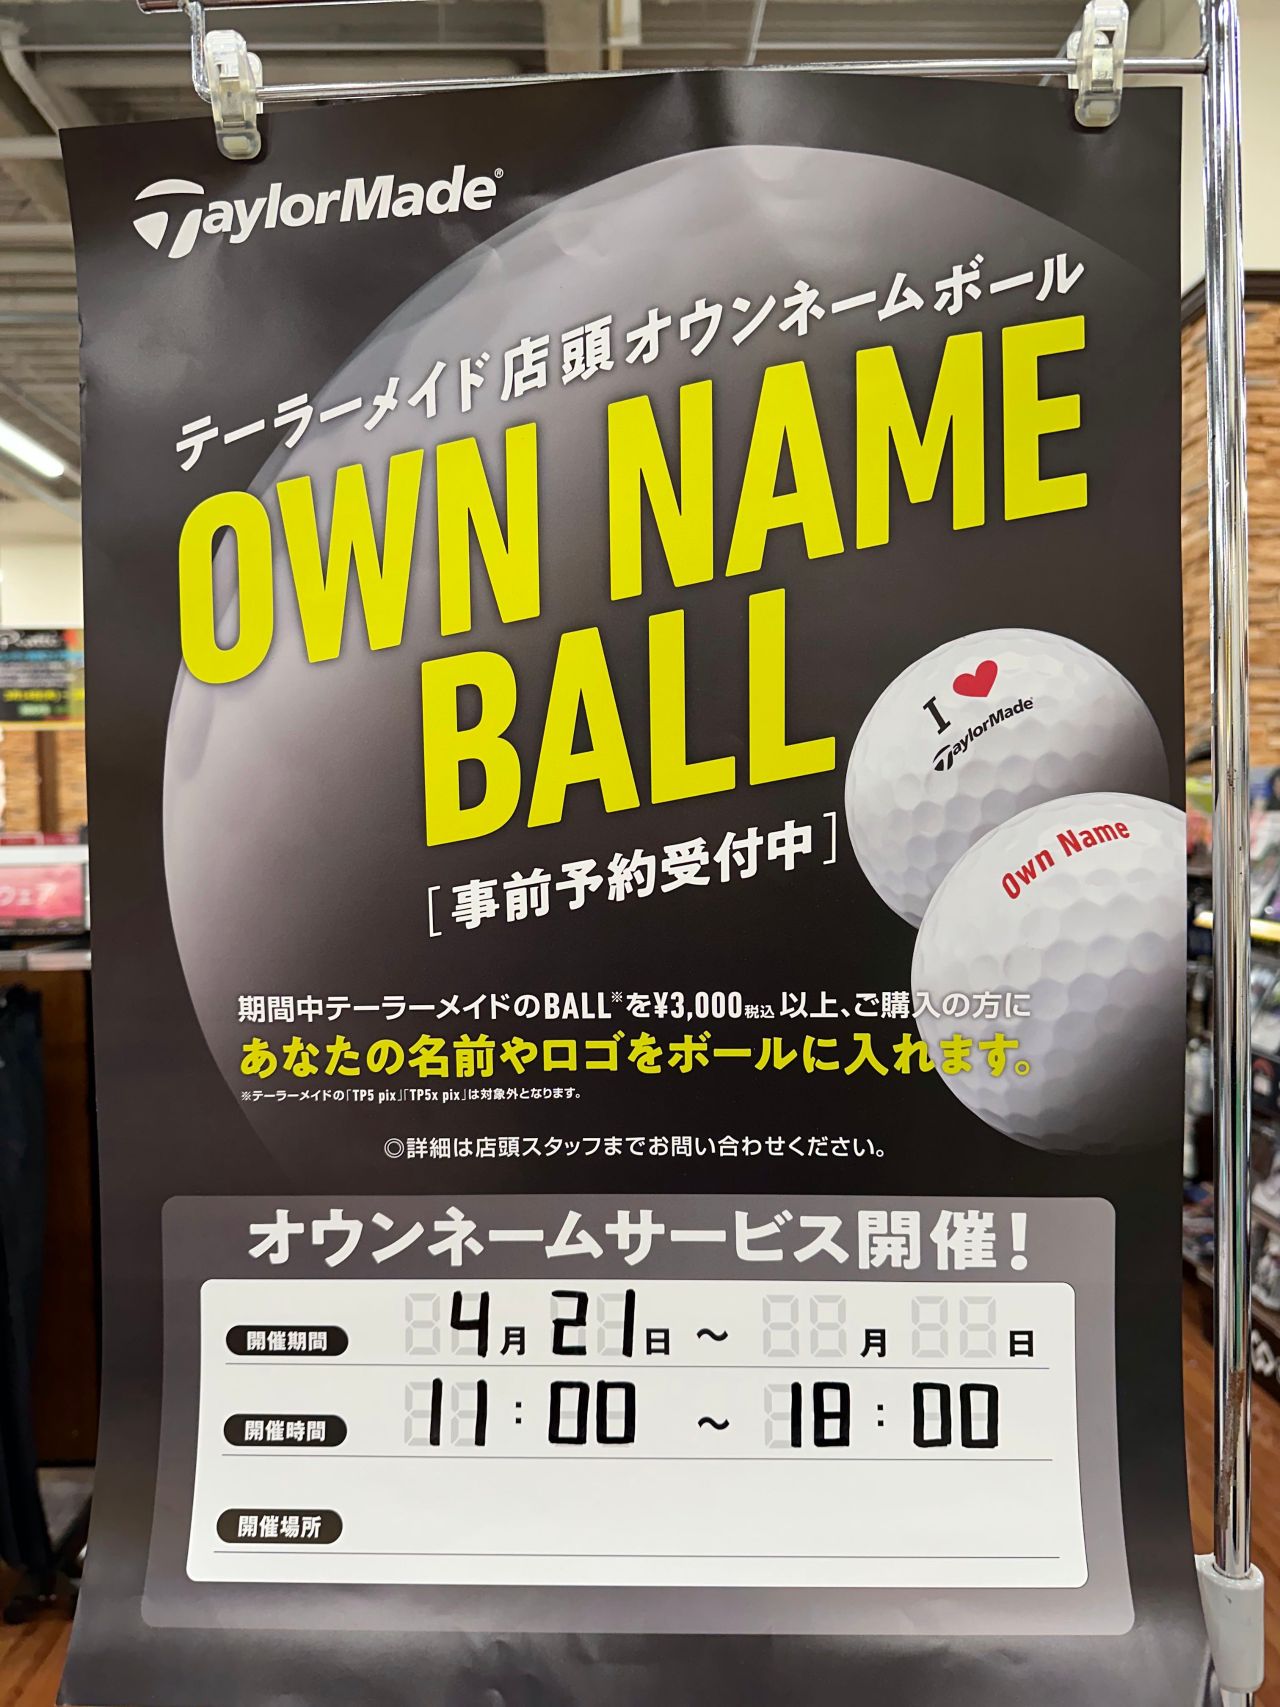 TaylorMade®
テーラーメイド店頭オウンネームボール
OWN NAME
BALL
[事前予約受付中]
I ♥
TaylorMade
Own Name
期間中テーラーメイドのBALL※を¥3,000税込以上、ご購入の方に
あなたの名前やロゴをボールに入れます。
※テーラーメイドの「TP5 pix」「TP5x pix」は対象外となります。
◎詳細は店頭スタッフまでお問い合わせください。
オウンネームサービス開催!
開催期間 4月21日 ~ 月 日
開催時間 11:00 ~ 18:00
開催場所